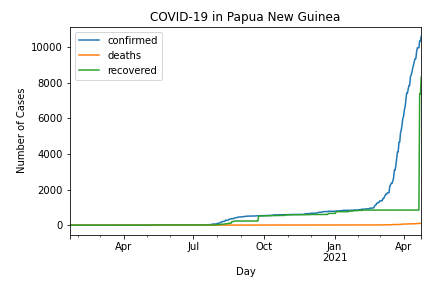 COVID-19 in Papua New Guinea
confirmed
deaths
recovered
Number of Cases
10000
8000
6000
4000
2000
0
Apr
Jul
Oct
Jan
2021
Apr
Day